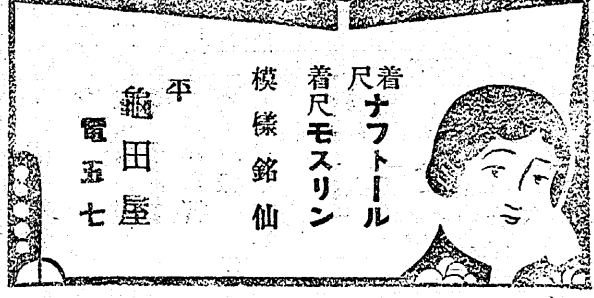 着尺ナフトール
着尺モスリン
模樣銘仙
平
龜田屋
電五七